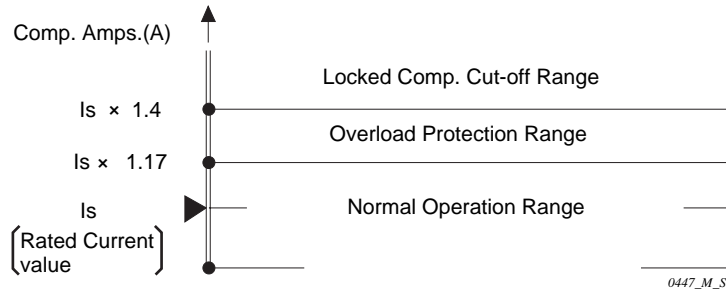 Comp. Amps.(A)
Locked Comp. Cut-off Range
Is × 1.4
Overload Protection Range
Is × 1.17
Is
Normal Operation Range
Rated Current
value
0447_M_S